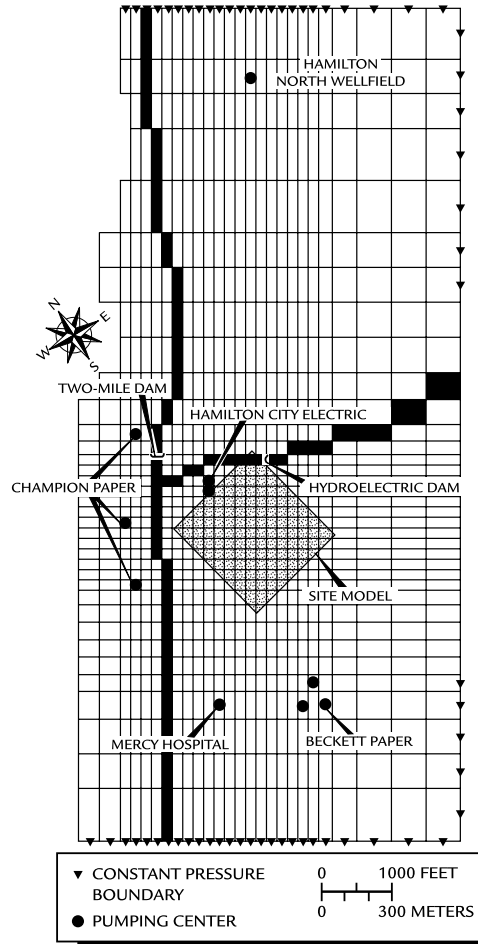 HAMILTON
NORTH WELLFIELD
N
E
W
S
TWO-MILE DAM
HAMILTON CITY ELECTRIC
CHAMPION PAPER
HYDROELECTRIC DAM
SITE MODEL
MERCY HOSPITAL
BECKETT PAPER
CONSTANT PRESSURE
BOUNDARY
PUMPING CENTER
0 1000 FEET
0 300 METERS